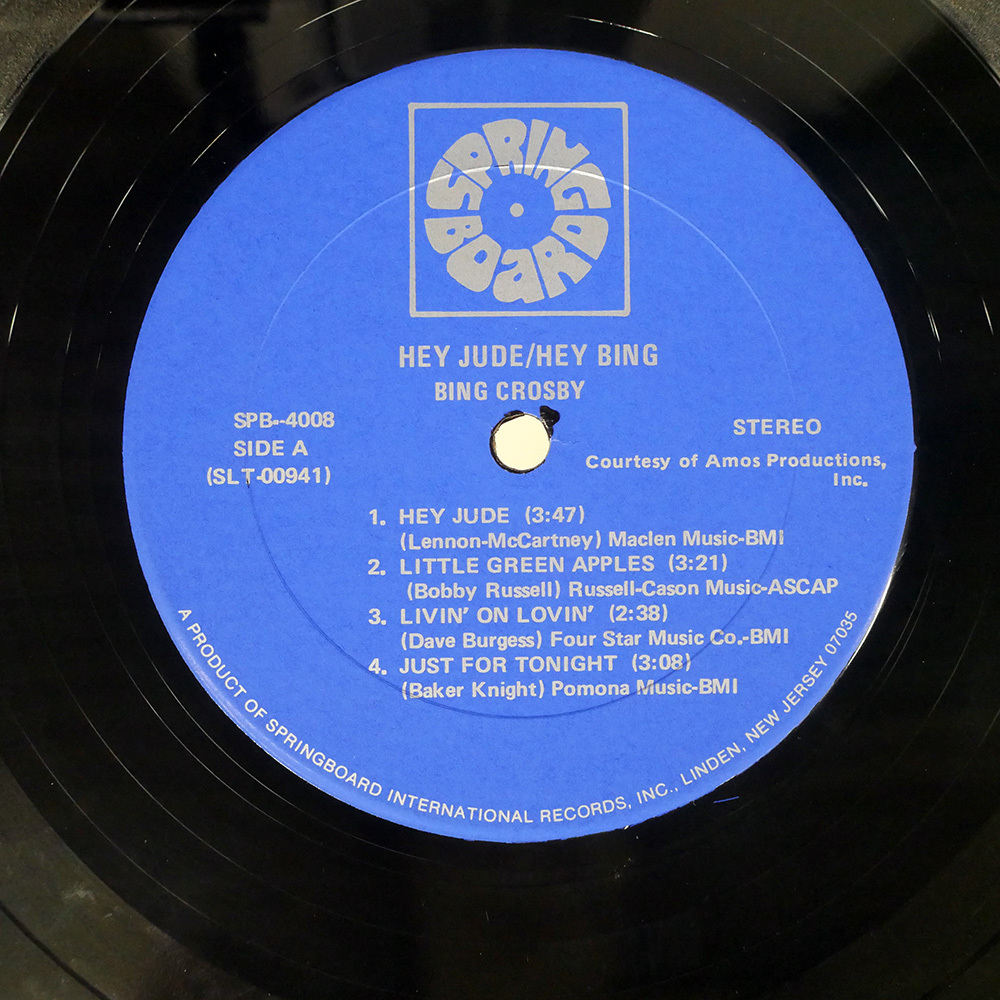 SPRING
BOARD
HEY JUDE/HEY BING
BING CROSBY
SPB--4008
SIDE A
(SLT-00941)
STEREO
Courtesy of Amos Productions,
Inc.
1. HEY JUDE (3:47)
(Lennon-McCartney) Maclen Music-BMI
2. LITTLE GREEN APPLES (3:21)
(Bobby Russell) Russell-Cason Music-ASCAP
3. LIVIN' ON LOVIN' (2:38)
(Dave Burgess) Four Star Music Co.-BMI
4. JUST FOR TONIGHT (3:08)
(Baker Knight) Pomona Music-BMI
A PRODUCT OF SPRINGBOARD INTERNATIONAL RECORDS, INC., LINDEN, NEW JERSEY 07035